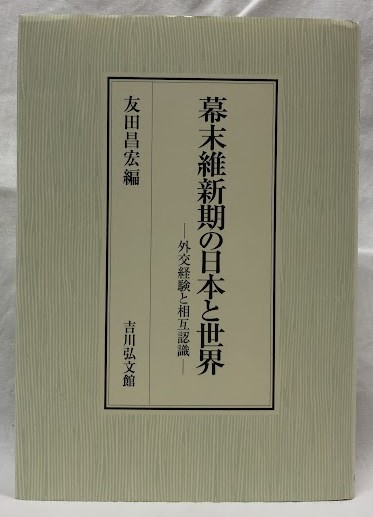 幕末維新期の日本と世界
―外交経験と相互認識―
友田昌宏編
吉川弘文館